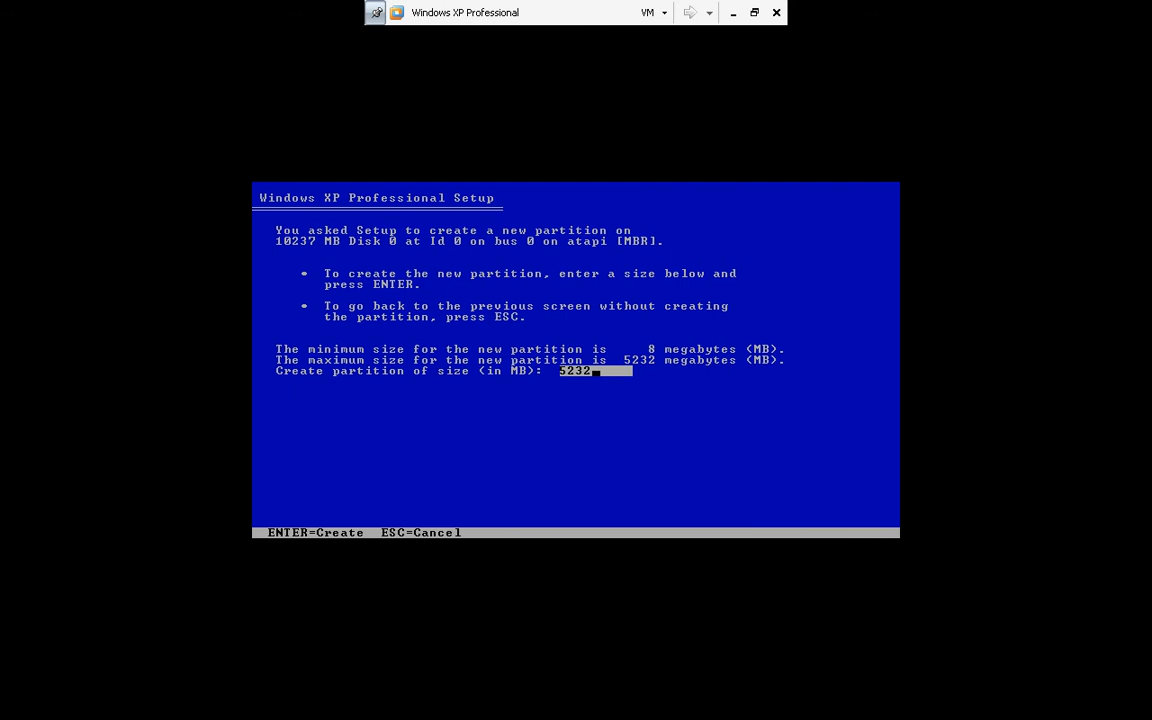 Windows XP Professional
VM
Windows XP Professional Setup
You asked Setup to create a new partition on
10237 MB Disk 0 at Id 0 on bus 0 on atapi [MBR].
• To create the new partition, enter a size below and
press ENTER.
• To go back to the previous screen without creating
the partition, press ESC.
The minimum size for the new partition is 8 megabytes (MB).
The maximum size for the new partition is 5232 megabytes (MB).
Create partition of size (in MB): 5232
ENTER=Create ESC=Cancel